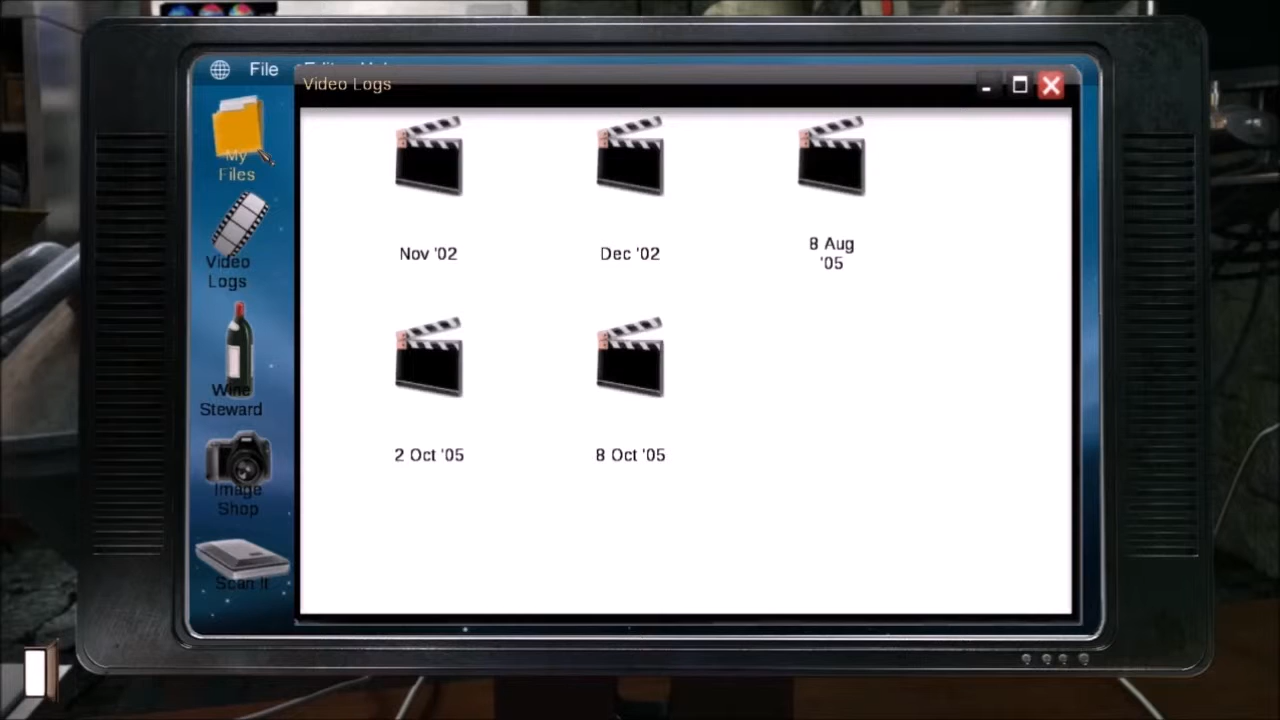 File
Video Logs
My
Files
Video
Logs
Wine
Steward
Image
Shop
Scan It
Nov '02
Dec '02
8 Aug
'05
2 Oct '05
8 Oct '05